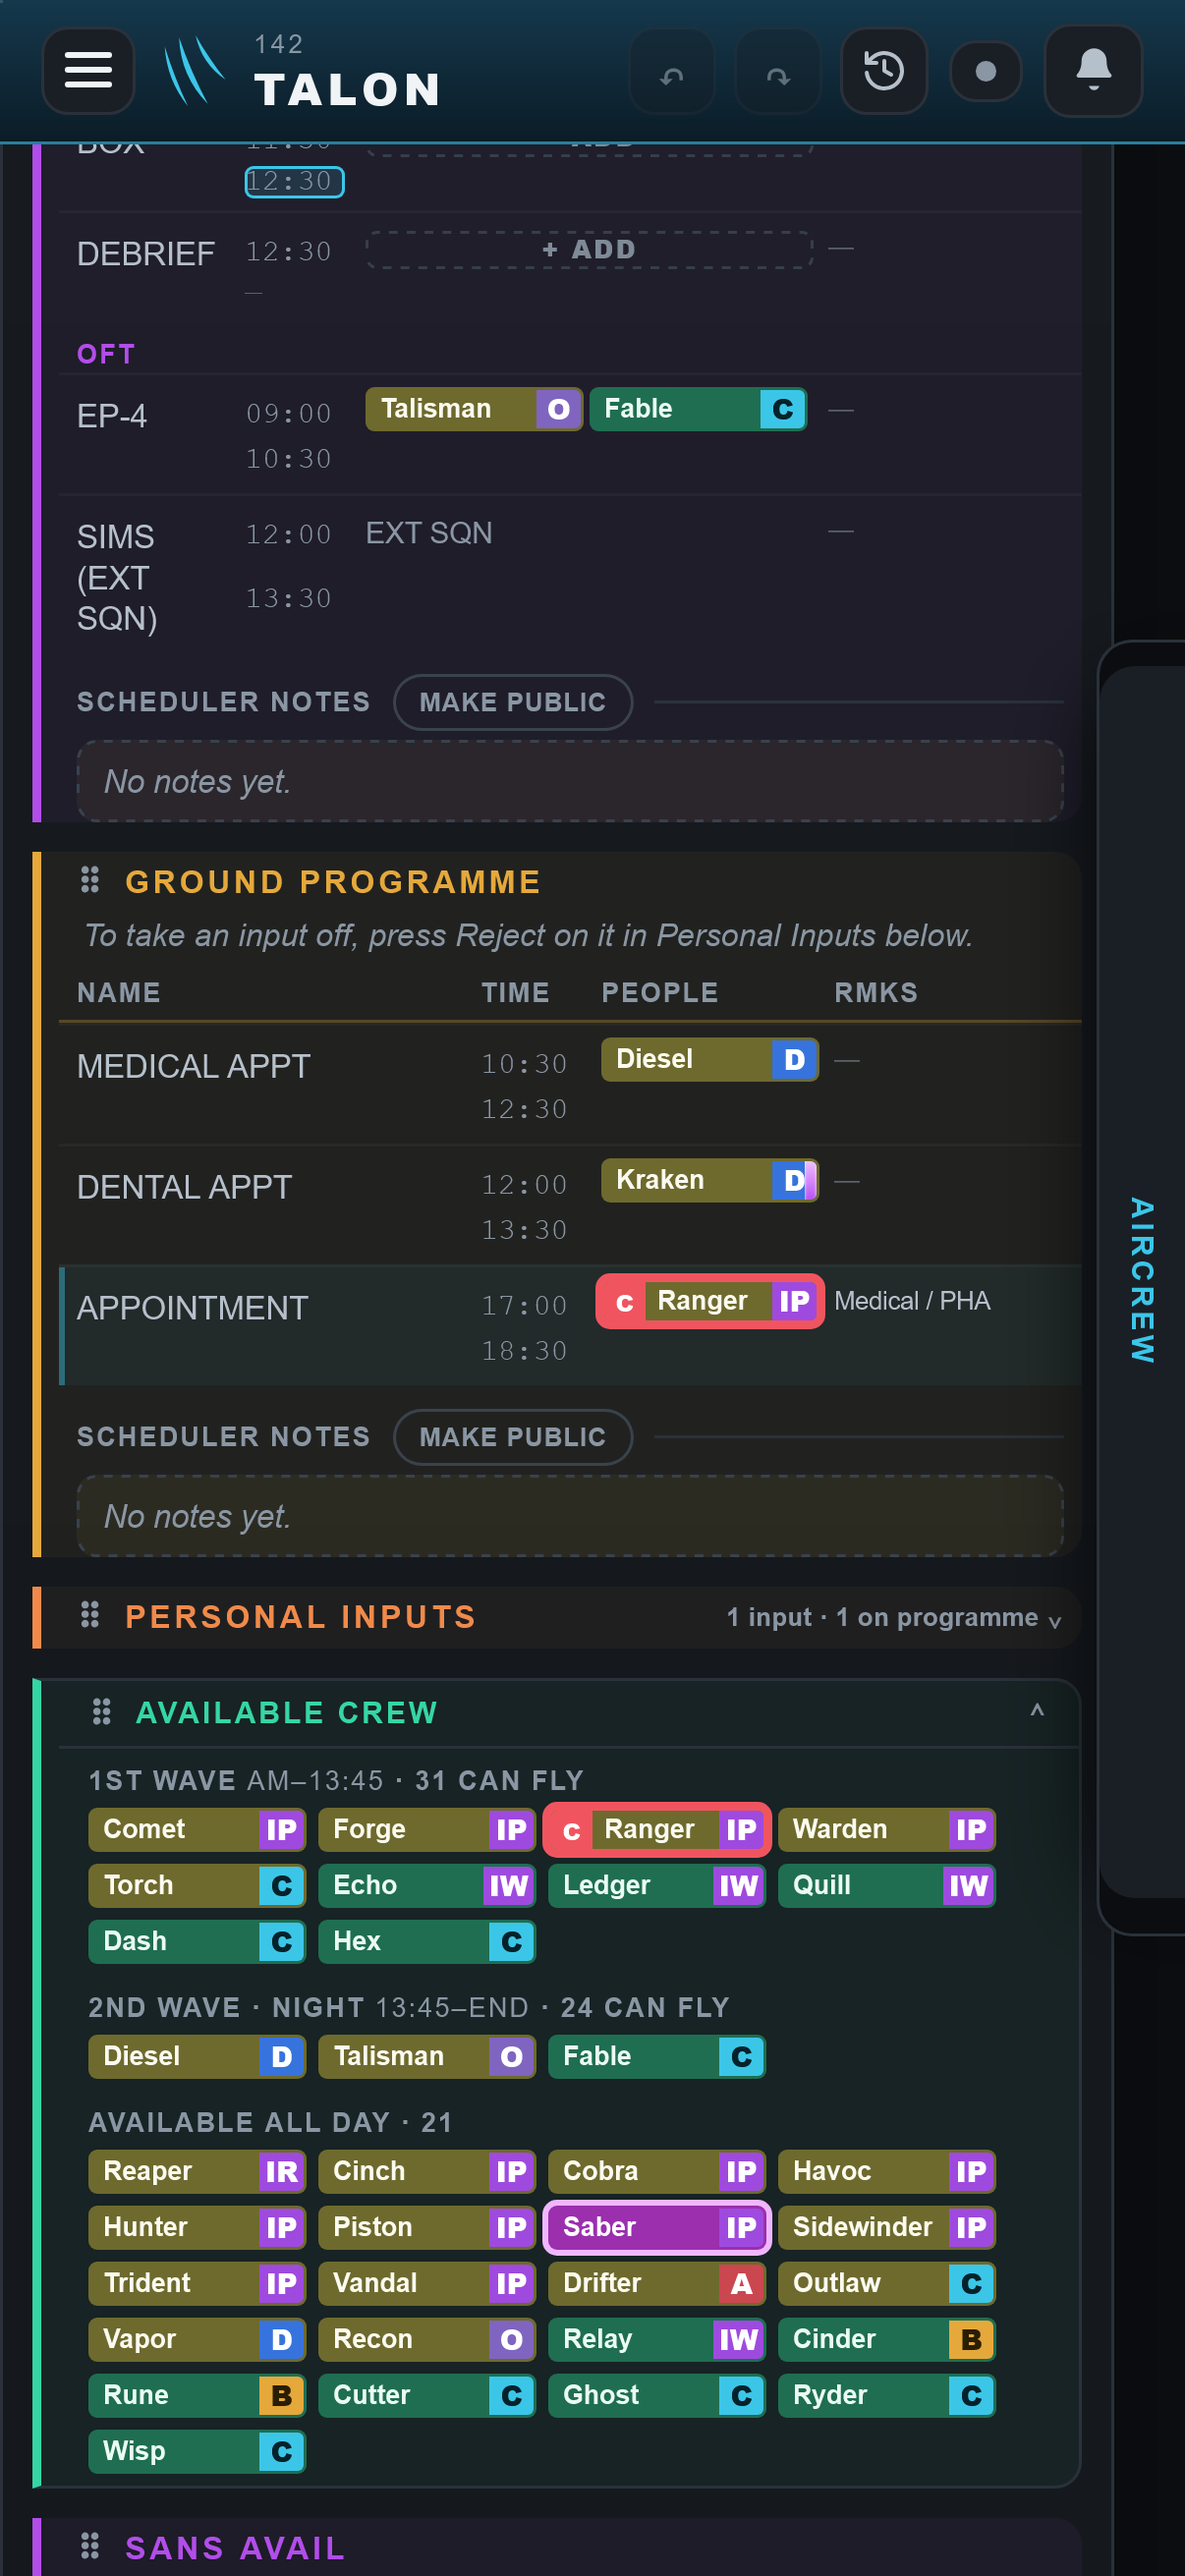 142
TALON
12:30
DEBRIEF 12:30 + ADD —
—
OFT
EP-4 09:00 Talisman O Fable C —
10:30
SIMS 12:00 EXT SQN —
(EXT
13:30
SQN)
SCHEDULER NOTES MAKE PUBLIC
No notes yet.
GROUND PROGRAMME
To take an input off, press Reject on it in Personal Inputs below.
NAME TIME PEOPLE RMKS
MEDICAL APPT 10:30 Diesel D —
12:30
DENTAL APPT 12:00 Kraken D —
13:30
APPOINTMENT 17:00 c Ranger IP Medical / PHA
18:30
AIRCREW
SCHEDULER NOTES MAKE PUBLIC
No notes yet.
PERSONAL INPUTS 1 input · 1 on programme
AVAILABLE CREW
1ST WAVE AM–13:45 · 31 CAN FLY
Comet IP Forge IP c Ranger IP Warden IP
Torch C Echo IW Ledger IW Quill IW
Dash C Hex C
2ND WAVE · NIGHT 13:45–END · 24 CAN FLY
Diesel D Talisman O Fable C
AVAILABLE ALL DAY · 21
Reaper IR Cinch IP Cobra IP Havoc IP
Hunter IP Piston IP Saber IP Sidewinder IP
Trident IP Vandal IP Drifter A Outlaw C
Vapor D Recon O Relay IW Cinder B
Rune B Cutter C Ghost C Ryder C
Wisp C
SANS AVAIL